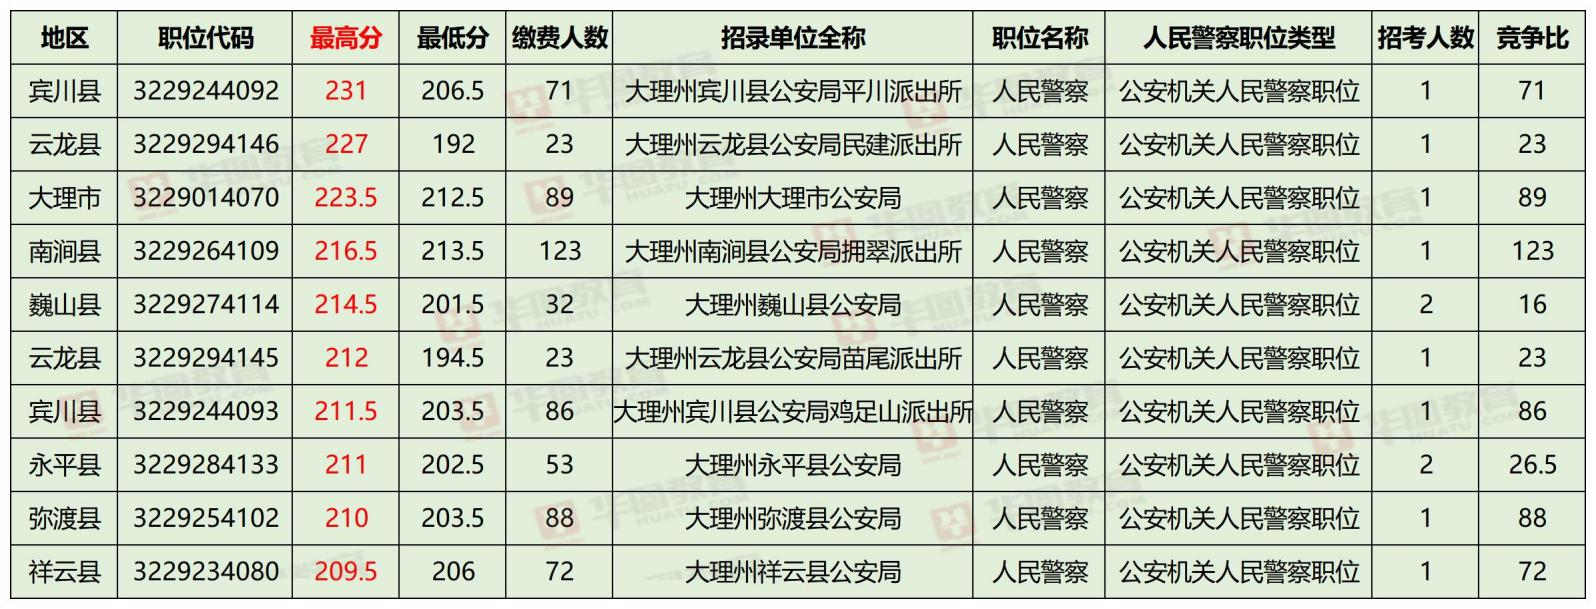 地区 职位代码 最高分 最低分 缴费人数 招录单位全称 职位名称 人民警察职位类型 招考人数 竞争比
宾川县 3229244092 231 206.5 71 大理州宾川县公安局平川派出所 人民警察 公安机关人民警察职位 1 71
云龙县 3229294146 227 192 23 大理州云龙县公安局民建派出所 人民警察 公安机关人民警察职位 1 23
大理市 3229014070 223.5 212.5 89 大理州大理市公安局 人民警察 公安机关人民警察职位 1 89
南涧县 3229264109 216.5 213.5 123 大理州南涧县公安局拥翠派出所 人民警察 公安机关人民警察职位 1 123
巍山县 3229274114 214.5 201.5 32 大理州巍山县公安局 人民警察 公安机关人民警察职位 2 16
云龙县 3229294145 212 194.5 23 大理州云龙县公安局苗尾派出所 人民警察 公安机关人民警察职位 1 23
宾川县 3229244093 211.5 203.5 86 大理州宾川县公安局鸡足山派出所 人民警察 公安机关人民警察职位 1 86
永平县 3229284133 211 202.5 53 大理州永平县公安局 人民警察 公安机关人民警察职位 2 26.5
弥渡县 3229254102 210 203.5 88 大理州弥渡县公安局 人民警察 公安机关人民警察职位 1 88
祥云县 3229234080 209.5 206 72 大理州祥云县公安局 人民警察 公安机关人民警察职位 1 72
华图教育
HUATU.COM